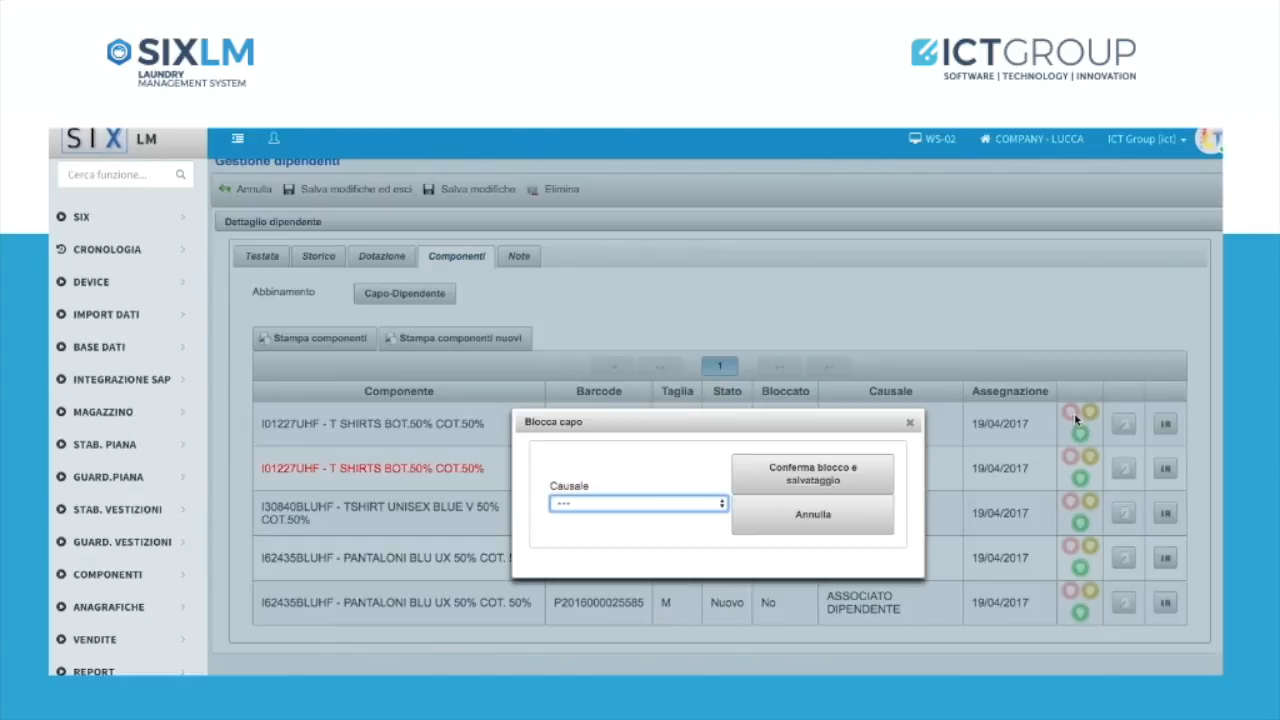 SIXLM
LAUNDRY
MANAGEMENT SYSTEM
ICTGROUP
SOFTWARE | TECHNOLOGY | INNOVATION
SIX LM
WS-02
COMPANY - LUCCA
ICT Group (ict)
Cerca funzione...
SIX
CRONOLOGIA
DEVICE
IMPORT DATI
BASE DATI
INTEGRAZIONE SAP
MAGAZZINO
STAB. PIANA
GUARD.PIANA
STAB. VESTIZIONI
GUARD. VESTIZIONI
COMPONENTI
ANAGRAFICHE
VENDITE
REPORT
Gestione dipendenti
Annulla Salva modifiche ed esci Salva modifiche Elimina
Dettaglio dipendente
Testata Storico Dotazione Componenti Note
Abbinamento Capo-Dipendente
Stampa componenti Stampa componenti nuovi
1
Componente Barcode Taglia Stato Bloccato Causale Assegnazione
I01227UHF - T SHIRTS BOT.50% COT.50% 19/04/2017
I01227UHF - T SHIRTS BOT.50% COT.50% 19/04/2017
I30840BLUHF - TSHIRT UNISEX BLUE V 50%
COT.50% 19/04/2017
I62435BLUHF - PANTALONI BLU UX 50% COT. 19/04/2017
I62435BLUHF - PANTALONI BLU UX 50% COT. 50% P2016000025585 M Nuovo No ASSOCIATO
DIPENDENTE 19/04/2017
Blocca capo
Causale
---
Conferma blocco e
salvataggio
Annulla